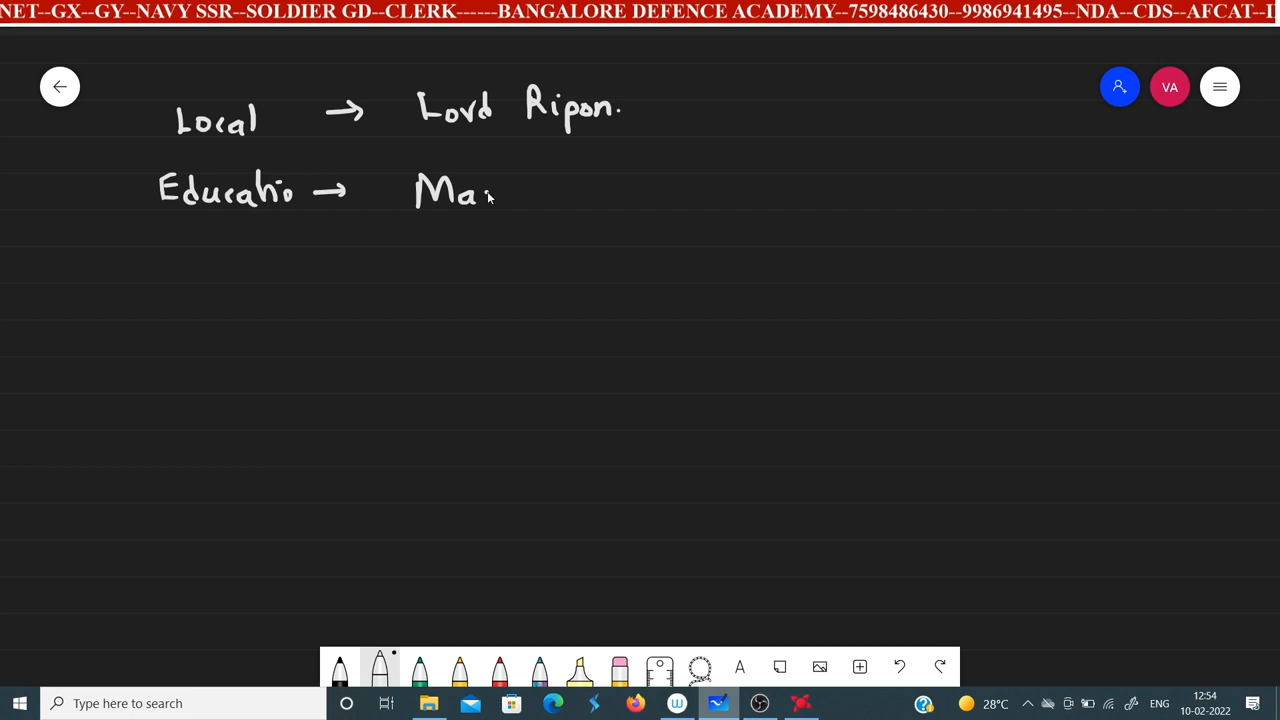 NET--GX--GY--NAVY SSR--SOLDIER GD--CLERK------BANGALORE DEFENCE ACADEMY--7598486430--9986941495--NDA--CDS--AFCAT--I
VA
Local → Lord Ripon.
Educatio → Ma
A
Type here to search
28°C
ENG
12:54
10-02-2022